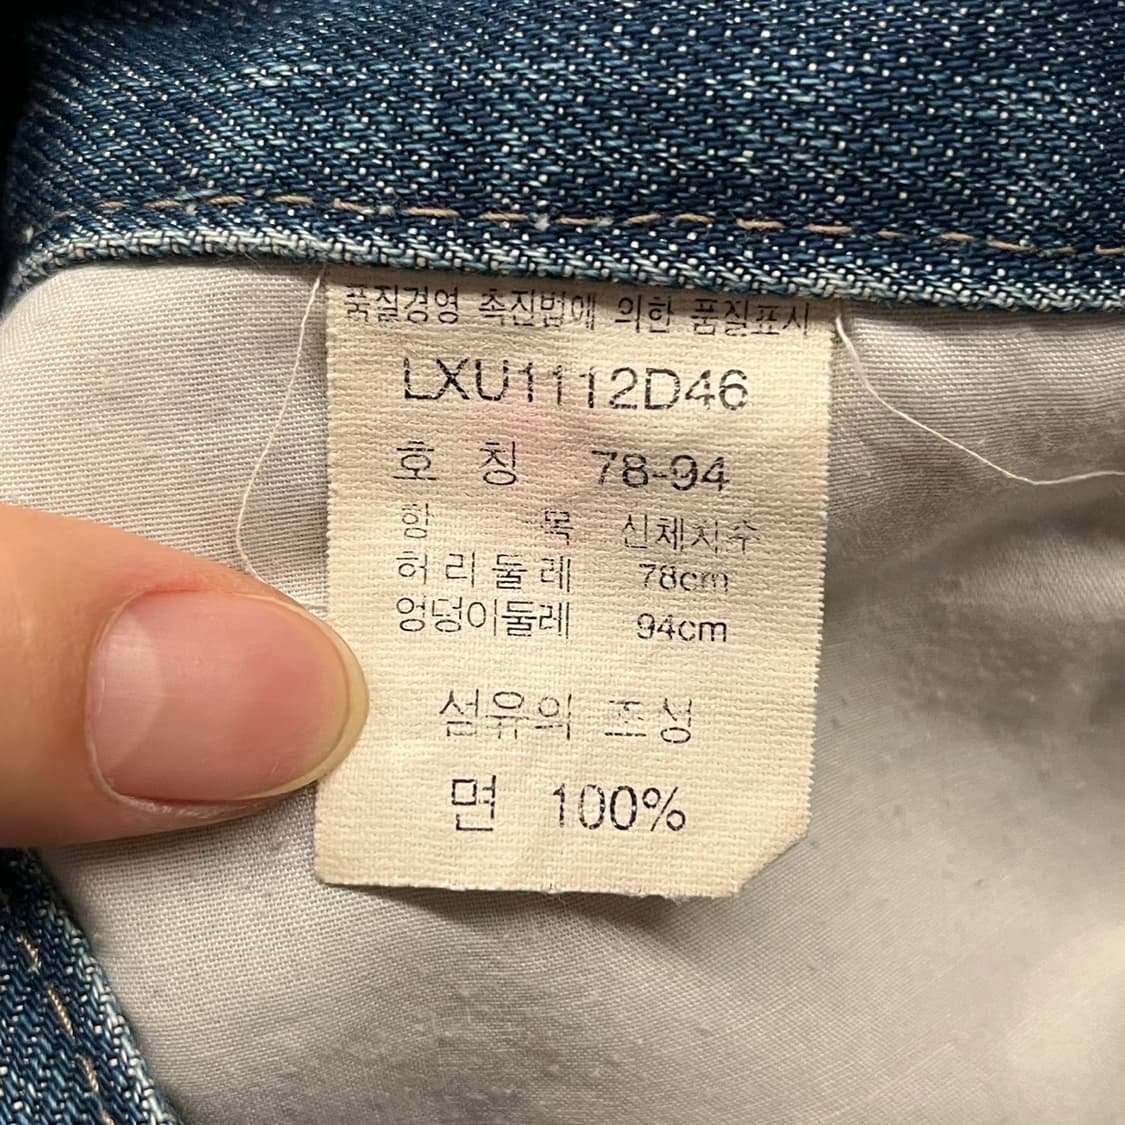 품질경영 촉진법에 의한 품질표시
LXU1112D46
호 칭 78-94
항 목 신체치수
허리둘레 78cm
엉덩이둘레 94cm
섬유의 조성
면 100%